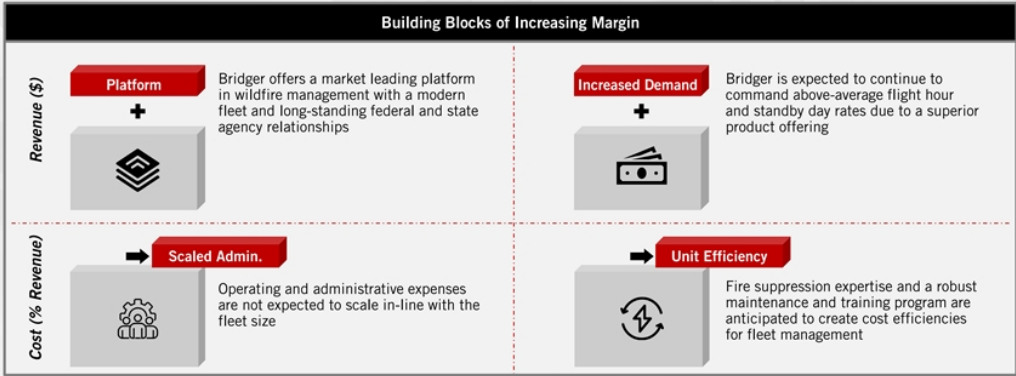 Building Blocks of Increasing Margin
Revenue ($)
Platform
Bridger offers a market leading platform
in wildfire management with a modern
fleet and long-standing federal and state
agency relationships
Increased Demand
Bridger is expected to continue to
command above-average flight hour
and standby day rates due to a superior
product offering
Cost (% Revenue)
Scaled Admin.
Operating and administrative expenses
are not expected to scale in-line with the
fleet size
Unit Efficiency
Fire suppression expertise and a robust
maintenance and training program are
anticipated to create cost efficiencies
for fleet management